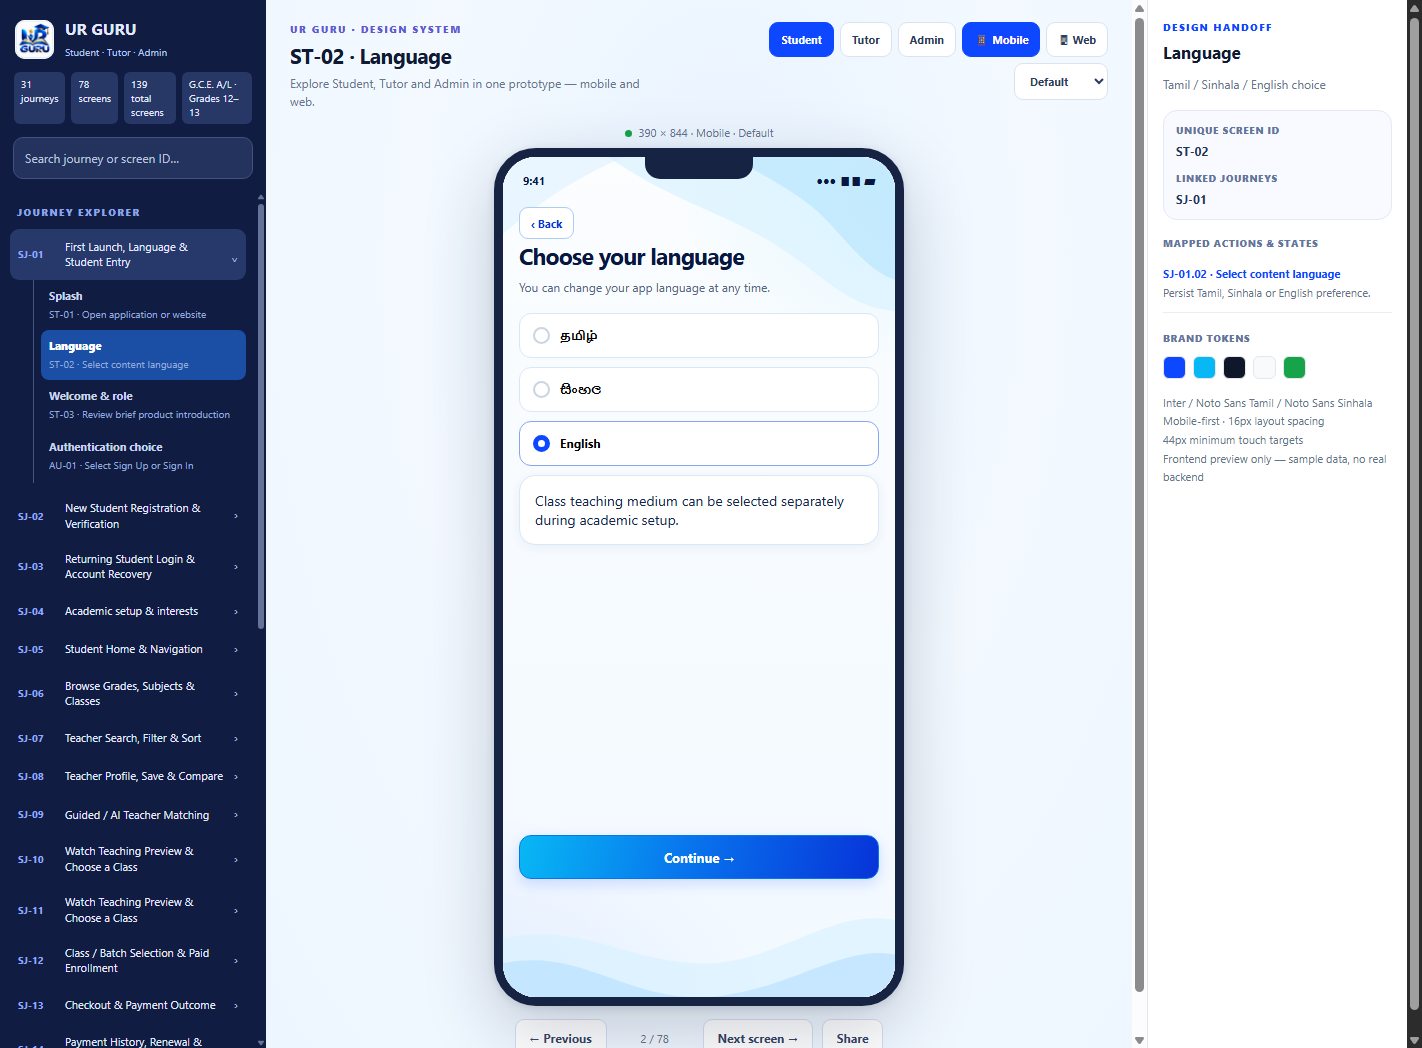 UR GURU
Student · Tutor · Admin
31 journeys
78 screens
139 total screens
G.C.E. A/L · Grades 12–13
Search journey or screen ID...
JOURNEY EXPLORER
SJ-01 First Launch, Language & Student Entry
Splash
ST-01 · Open application or website
Language
ST-02 · Select content language
Welcome & role
ST-03 · Review brief product introduction
Authentication choice
AU-01 · Select Sign Up or Sign In
SJ-02 New Student Registration & Verification ›
SJ-03 Returning Student Login & Account Recovery ›
SJ-04 Academic setup & interests ›
SJ-05 Student Home & Navigation ›
SJ-06 Browse Grades, Subjects & Classes ›
SJ-07 Teacher Search, Filter & Sort ›
SJ-08 Teacher Profile, Save & Compare ›
SJ-09 Guided / AI Teacher Matching ›
SJ-10 Watch Teaching Preview & Choose a Class ›
SJ-11 Watch Teaching Preview & Choose a Class ›
SJ-12 Class / Batch Selection & Paid Enrollment ›
SJ-13 Checkout & Payment Outcome ›
Payment History, Renewal &
UR GURU · DESIGN SYSTEM
ST-02 · Language
Explore Student, Tutor and Admin in one prototype — mobile and
web.
Student
Tutor
Admin
Mobile
Web
Default
390 × 844 · Mobile · Default
9:41
‹ Back
Choose your language
You can change your app language at any time.
தமிழ்
සිංහල
English
Class teaching medium can be selected separately
during academic setup.
Continue →
← Previous
2 / 78
Next screen →
Share
DESIGN HANDOFF
Language
Tamil / Sinhala / English choice
UNIQUE SCREEN ID
ST-02
LINKED JOURNEYS
SJ-01
MAPPED ACTIONS & STATES
SJ-01.02 · Select content language
Persist Tamil, Sinhala or English preference.
BRAND TOKENS
Inter / Noto Sans Tamil / Noto Sans Sinhala
Mobile-first · 16px layout spacing
44px minimum touch targets
Frontend preview only — sample data, no real
backend